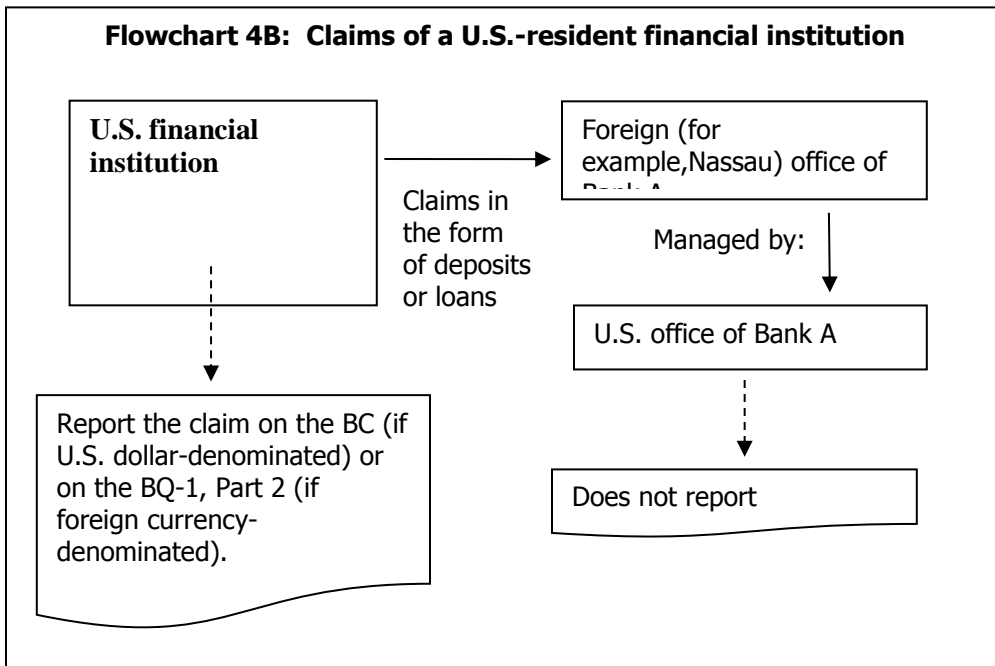 Flowchart 4B: Claims of a U.S.-resident financial institution
U.S. financial
institution
Claims in
the form
of deposits
or loans
Foreign (for
example,Nassau) office of
Bank A
Managed by:
U.S. office of Bank A
Report the claim on the BC (if
U.S. dollar-denominated) or
on the BQ-1, Part 2 (if
foreign currency-
denominated).
Does not report